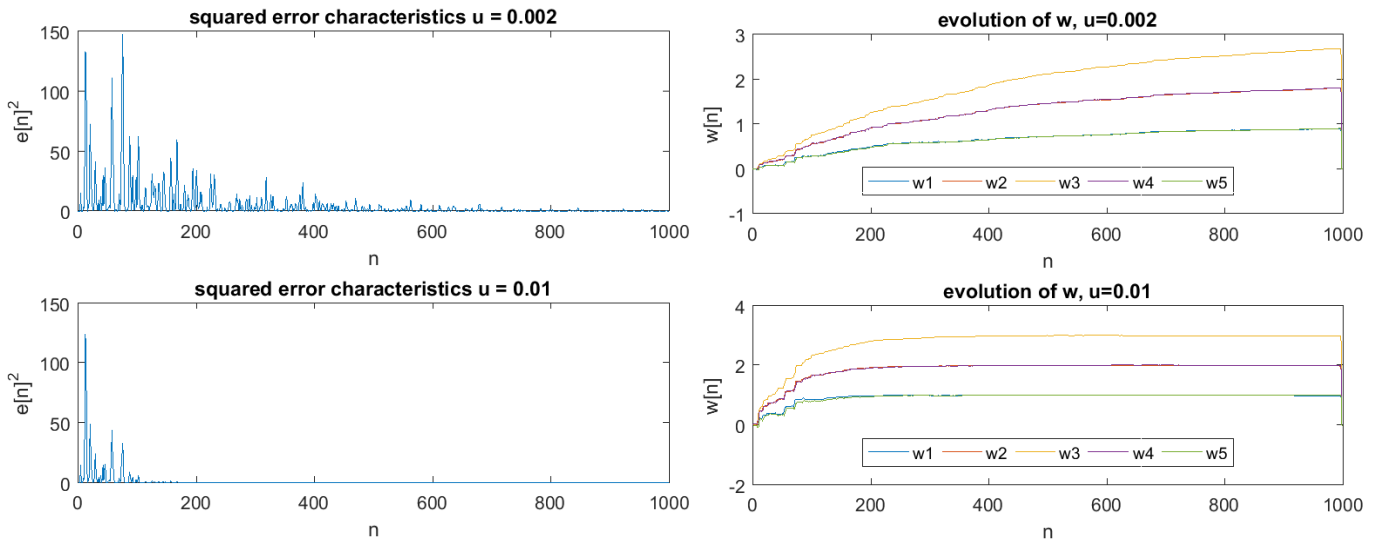 squared error characteristics u = 0.002
150
100
50
0
e[n]²
0 200 400 600 800 1000
n
evolution of w, u=0.002
3
2
1
0
-1
w[n]
w1 w2 w3 w4 w5
0 200 400 600 800 1000
n
squared error characteristics u = 0.01
150
100
50
0
e[n]²
0 200 400 600 800 1000
n
evolution of w, u=0.01
4
2
0
-2
w[n]
w1 w2 w3 w4 w5
0 200 400 600 800 1000
n